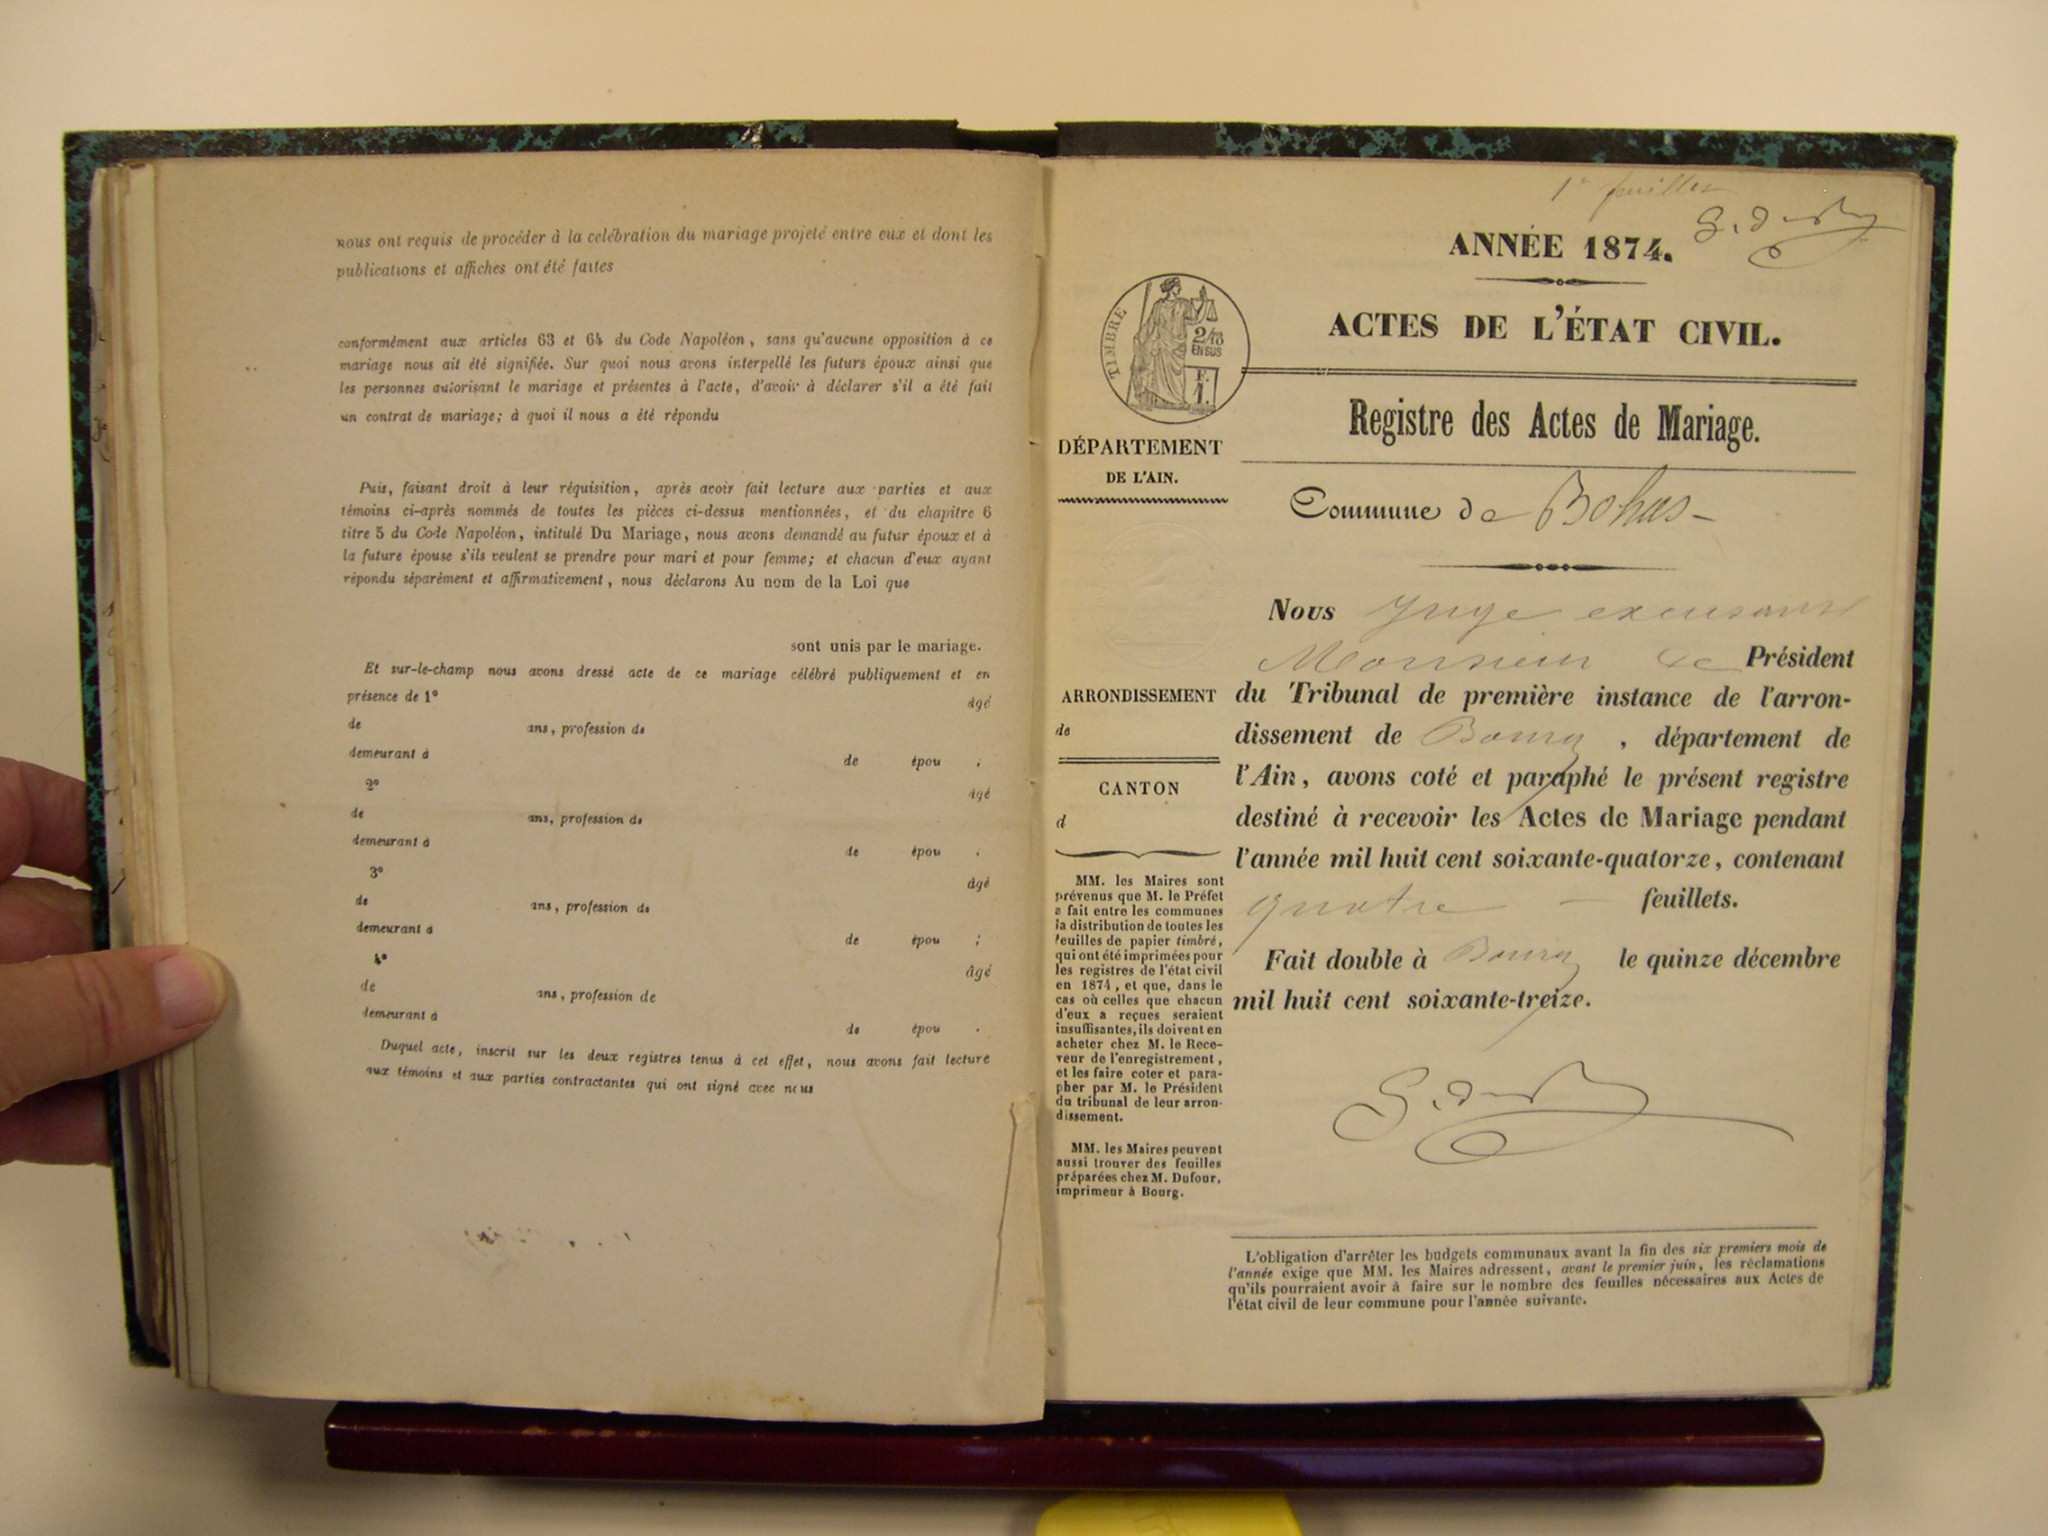 nous ont requis de procéder à la celébration du mariage projeté entre eux et dont les
publications et affiches ont été faites
conformément aux articles 63 et 64 du Code Napoléon, sans qu'aucune opposition à ce
mariage nous ait été signifiée. Sur quoi nous avons interpellé les futurs époux ainsi que
les personnes autorisant le mariage et présentes à l'acte, d'avoir à déclarer s'il a été fait
un contrat de mariage; à quoi il nous a été répondu
Puis, faisant droit à leur réquisition, après avoir fait lecture aux parties et aux
témoins ci-après nommés de toutes les pièces ci-dessus mentionnées, et du chapitre 6
titre 5 du Code Napoléon, intitulé Du Mariage, nous avons demandé au futur époux et à
la future épouse s'ils veulent se prendre pour mari et pour femme; et chacun d'eux ayant
répondu séparément et affirmativement, nous déclarons Au nom de la Loi que
sont unis par le mariage.
Et sur-le-champ nous avons dressé acte de ce mariage célébré publiquement et en
présence de 1° âgé
de ans, profession de
demeurant à de épou ;
2° âgé
de ans, profession de
demeurant à de épou .
3° âgé
de ans, profession de
demeurant à de épou ;
4° âgé
de ans, profession de
demeurant à de épou .
Duquel acte, inscrit sur les deux registres tenus à cet effet, nous avons fait lecture
aux témoins et aux parties contractantes qui ont signé avec nous
ANNÉE 1874.
TIMBRE
2/10
EN SUS
F.
1.
ACTES DE L'ÉTAT CIVIL.
Registre des Actes de Mariage.
DÉPARTEMENT
DE L'AIN.
Commune de Bohas
Nous Juge excusant
Monsieur le Président
du Tribunal de première instance de l'arron-
dissement de Bourg, département de
l'Ain, avons coté et paraphé le présent registre
destiné à recevoir les Actes de Mariage pendant
l'année mil huit cent soixante-quatorze, contenant
quatre feuillets.
Fait double à Bourg le quinze décembre
mil huit cent soixante-treize.
ARRONDISSEMENT
de
CANTON
d
MM. les Maires sont
prévenus que M. le Préfet
a fait entre les communes
la distribution de toutes les
feuilles de papier timbré,
qui ont été imprimées pour
les registres de l'état civil
en 1874, et que, dans le
cas où celles que chacun
d'eux a reçues seraient
insuffisantes, ils doivent en
acheter chez M. le Rece-
veur de l'enregistrement,
et les faire coter et para-
pher par M. le Président
du tribunal de leur arron-
dissement.
MM. les Maires peuvent
aussi trouver des feuilles
préparées chez M. Dufour,
imprimeur à Bourg.
L'obligation d'arrêter les budgets communaux avant la fin des six premiers mois de
l'année exige que MM. les Maires adressent, avant le premier juin, les réclamations
qu'ils pourraient avoir à faire sur le nombre des feuilles nécessaires aux Actes de
l'état civil de leur commune pour l'année suivante.